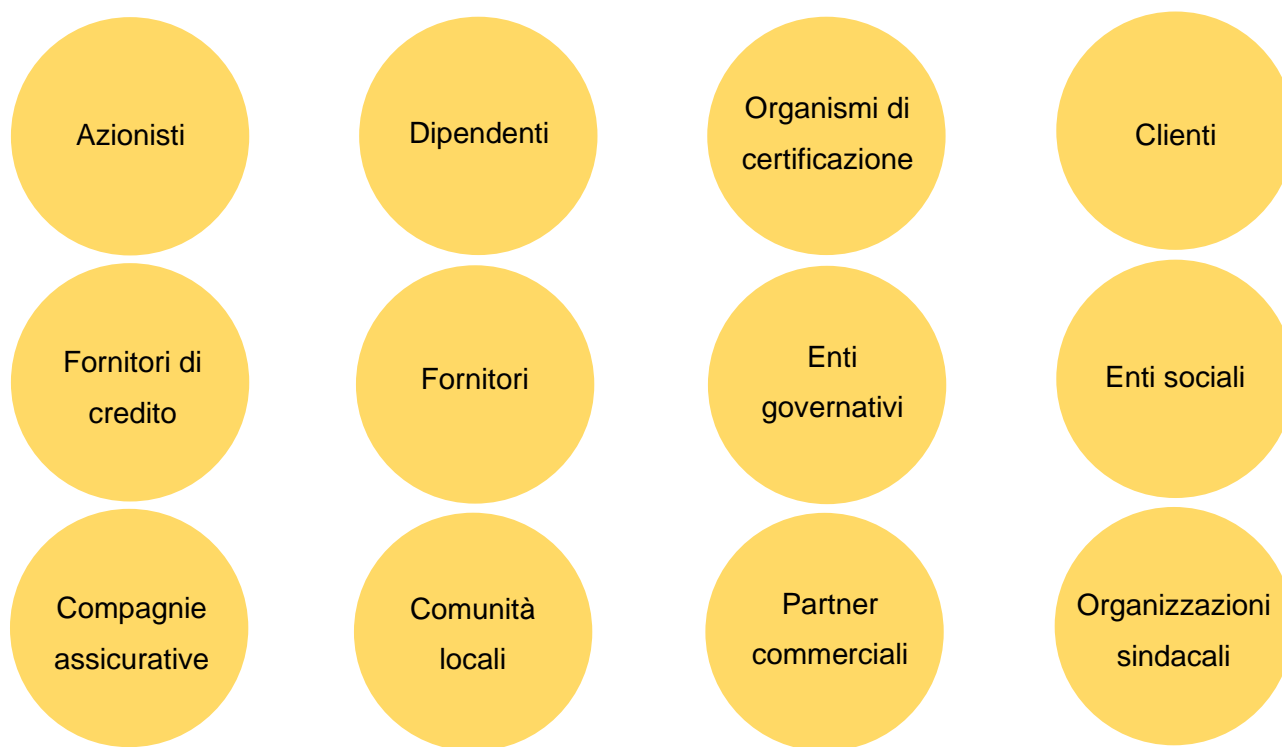 Azionisti
Dipendenti
Organismi di
certificazione
Clienti
Fornitori di
credito
Fornitori
Enti
governativi
Enti sociali
Compagnie
assicurative
Comunità
locali
Partner
commerciali
Organizzazioni
sindacali